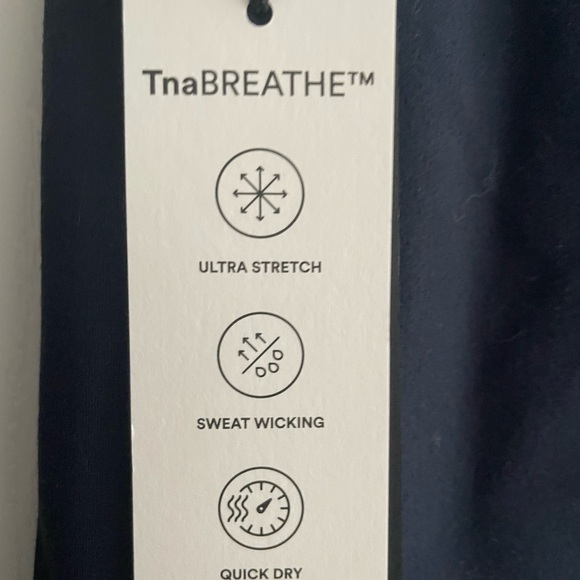 TnaBREATHE™
ULTRA STRETCH
SWEAT WICKING
QUICK DRY